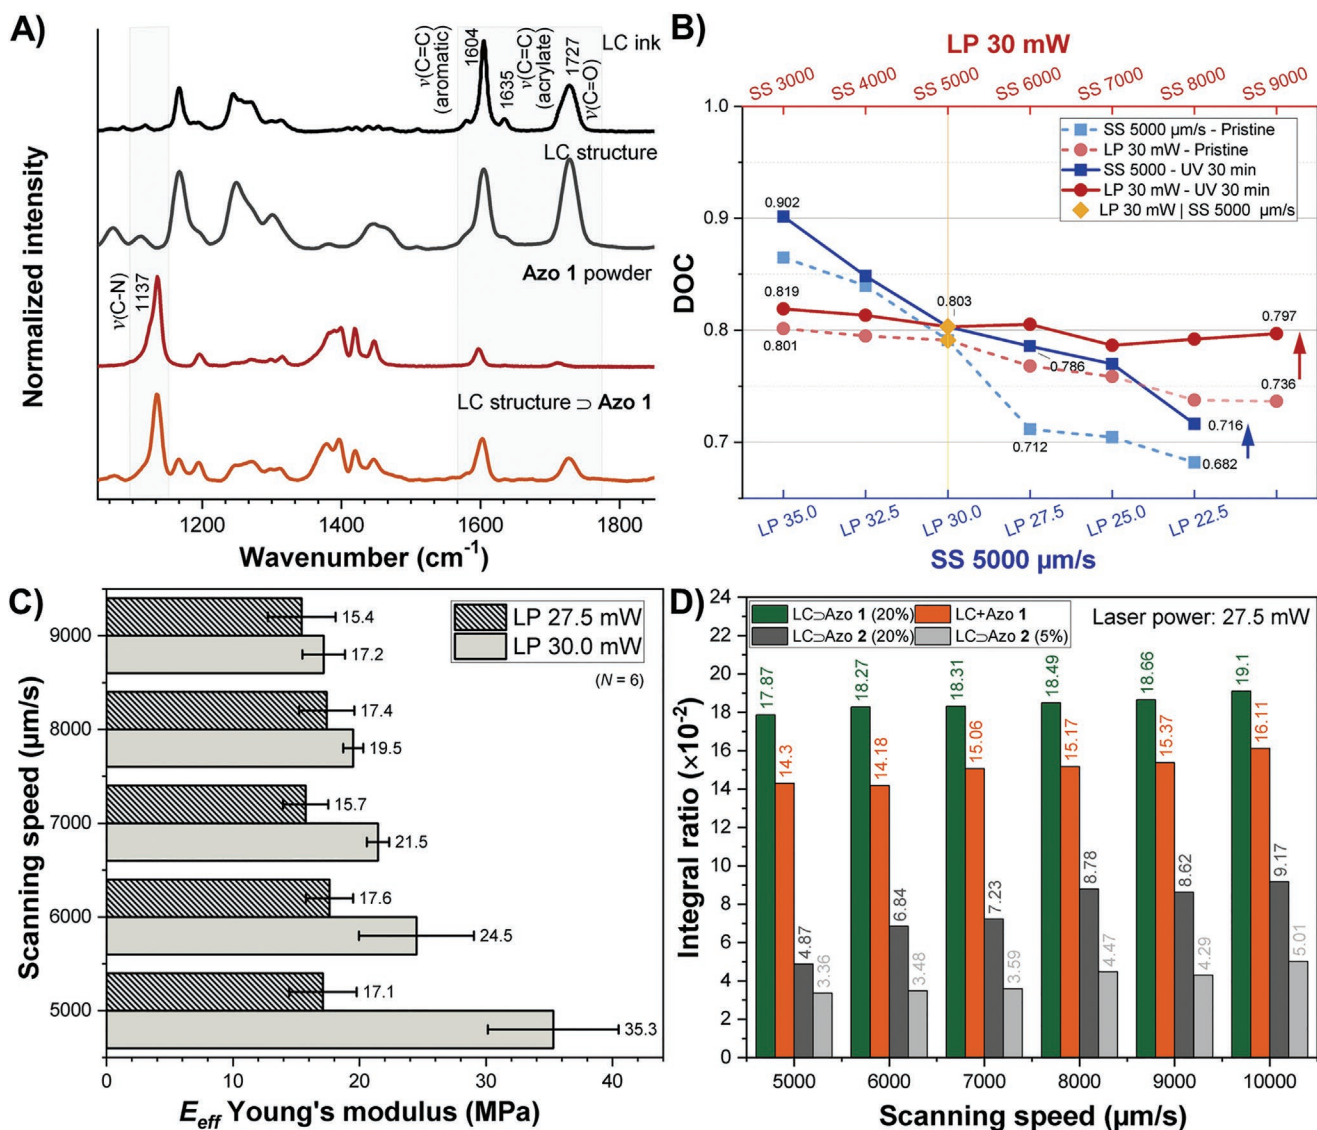 A)
LC ink
ν(C=C)
(aromatic)
1604
1635
ν(C=C)
(acrylate)
1727
ν(C=O)
LC structure
Azo 1 powder
ν(C-N)
1137
LC structure ⊃ Azo 1
Normalized intensity
1200 1400 1600 1800
Wavenumber (cm-1)
B)
LP 30 mW
SS 3000 SS 4000 SS 5000 SS 6000 SS 7000 SS 8000 SS 9000
SS 5000 µm/s - Pristine
LP 30 mW - Pristine
SS 5000 - UV 30 min
LP 30 mW - UV 30 min
LP 30 mW | SS 5000 µm/s
1.0
0.9
0.8
0.7
DOC
0.902
0.819
0.801
0.803
0.786
0.712
0.797
0.736
0.716
0.682
LP 35.0 LP 32.5 LP 30.0 LP 27.5 LP 25.0 LP 22.5
SS 5000 µm/s
C)
LP 27.5 mW
LP 30.0 mW
(N = 6)
Scanning speed (µm/s)
9000
8000
7000
6000
5000
15.4
17.2
17.4
19.5
15.7
21.5
17.6
24.5
17.1
35.3
0 10 20 30 40
Eeff Young's modulus (MPa)
D)
LC⊃Azo 1 (20%) LC+Azo 1
LC⊃Azo 2 (20%) LC⊃Azo 2 (5%)
Laser power: 27.5 mW
Integral ratio (×10-2)
24
22
20
18
16
14
12
10
8
6
4
2
0
17.87 14.3 4.87 3.36
18.27 14.18 6.84 3.48
18.31 15.06 7.23 3.59
18.49 15.17 8.78 4.47
18.66 15.37 8.62 4.29
19.1 16.11 9.17 5.01
5000 6000 7000 8000 9000 10000
Scanning speed (µm/s)